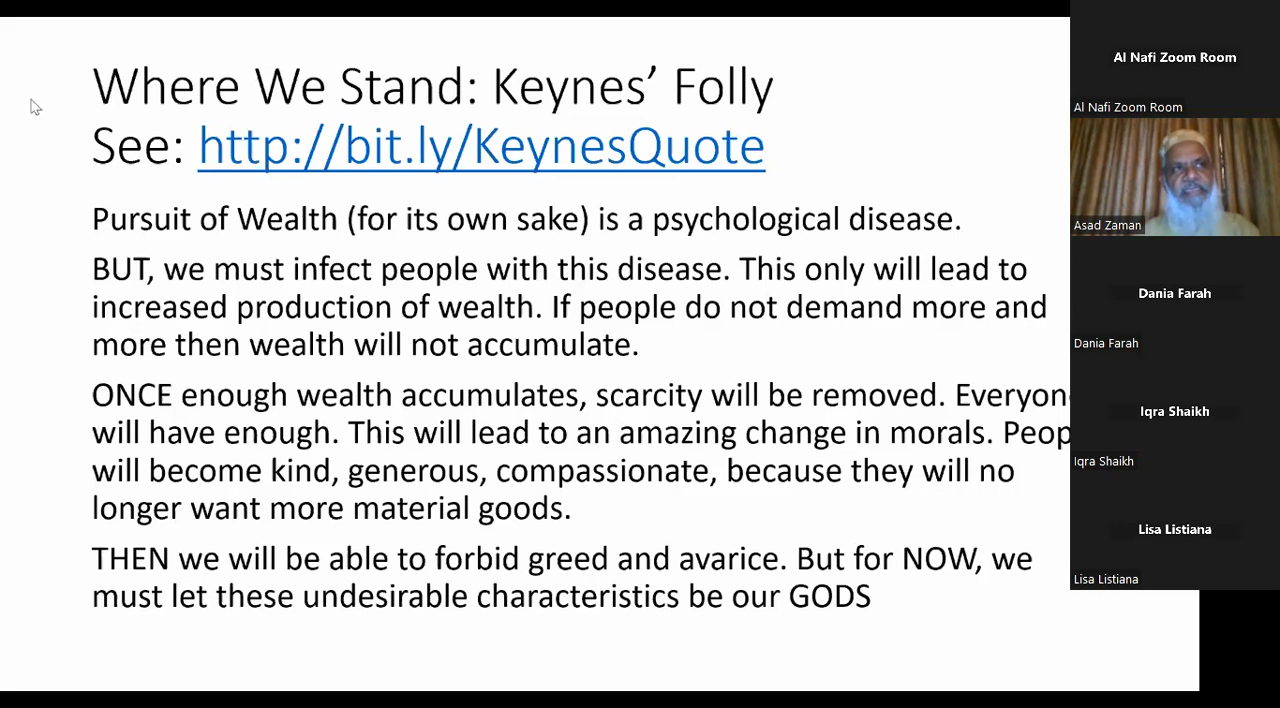 Where We Stand: Keynes’ Folly
See: http://bit.ly/KeynesQuote
Pursuit of Wealth (for its own sake) is a psychological disease.
BUT, we must infect people with this disease. This only will lead to
increased production of wealth. If people do not demand more and
more then wealth will not accumulate.
ONCE enough wealth accumulates, scarcity will be removed. Everyon
will have enough. This will lead to an amazing change in morals. Peop
will become kind, generous, compassionate, because they will no
longer want more material goods.
THEN we will be able to forbid greed and avarice. But for NOW, we
must let these undesirable characteristics be our GODS
Al Nafi Zoom Room
Al Nafi Zoom Room
Asad Zaman
Dania Farah
Dania Farah
Iqra Shaikh
Iqra Shaikh
Lisa Listiana
Lisa Listiana